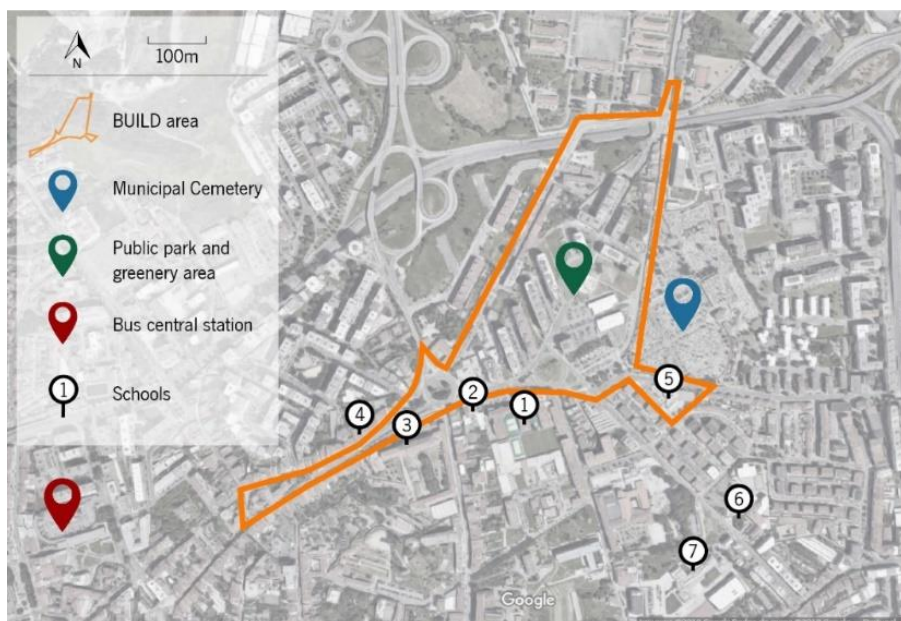 N
100m
BUILD area
Municipal Cemetery
Public park and
greenery area
Bus central station
1
Schools
5
2
1
4
3
6
7
Google